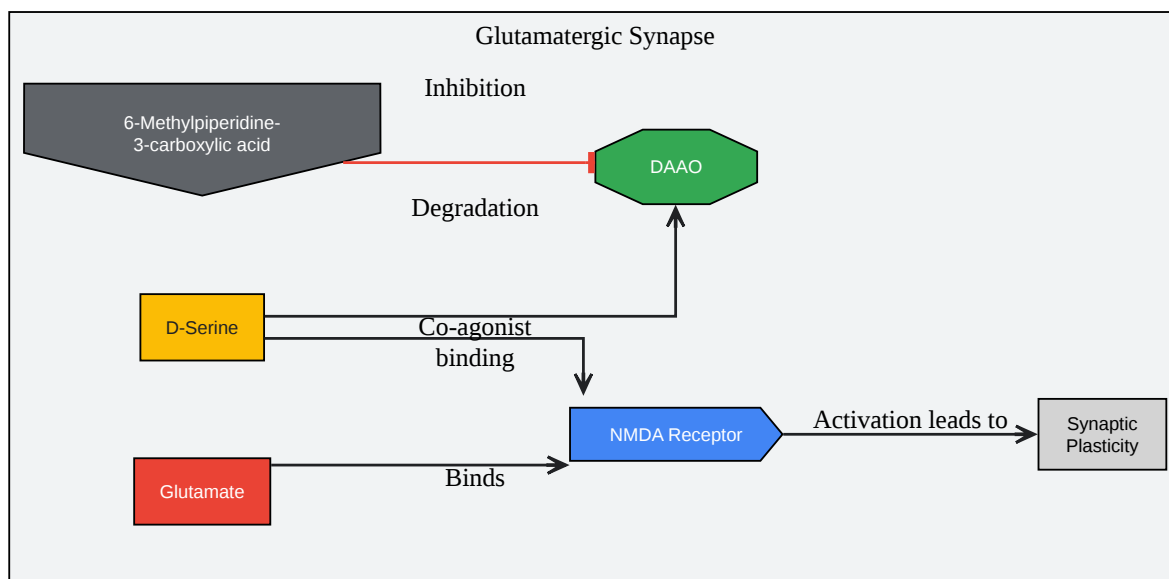 Glutamatergic Synapse
Inhibition
6-Methylpiperidine-
3-carboxylic acid
DAAO
Degradation
D-Serine
Co-agonist
binding
NMDA Receptor
Activation leads to
Synaptic
Plasticity
Glutamate
Binds